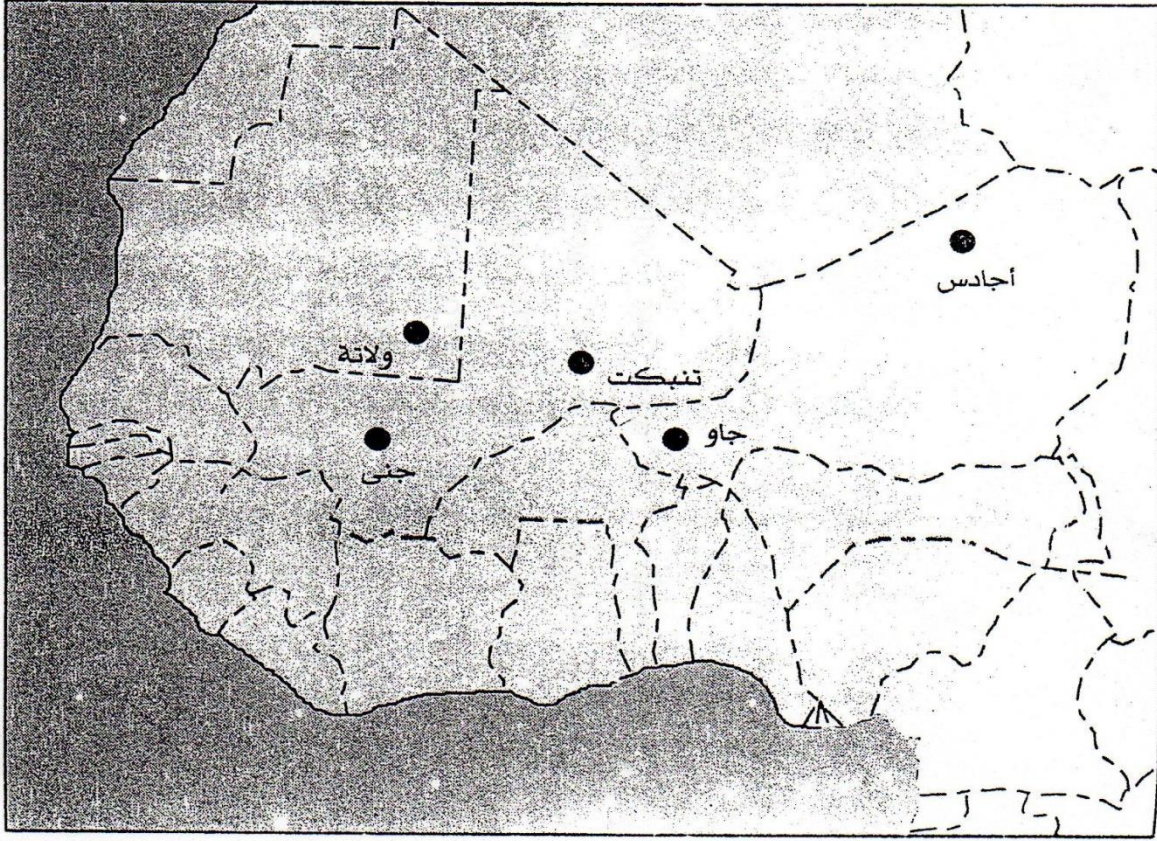 أجادس
ولاتة
تنبكت
جاو
جنى